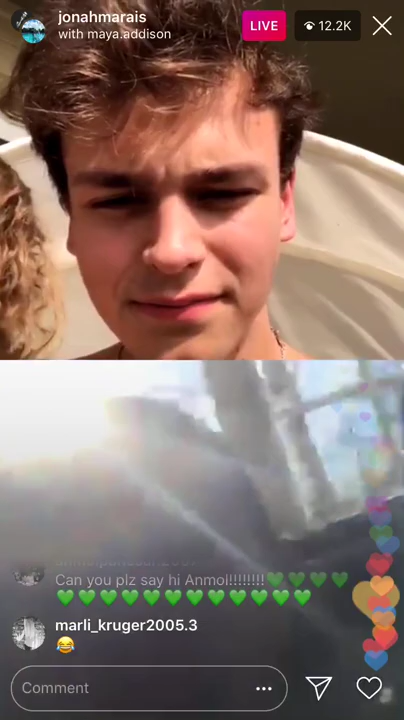 jonahmarais
with maya.addison
LIVE
12.2K
Can you plz say hi Anmol!!!!!!!!💚💚💚💚
💚💚💚💚💚💚💚💚💚💚💚💚
marli_kruger2005.3
😂
Comment